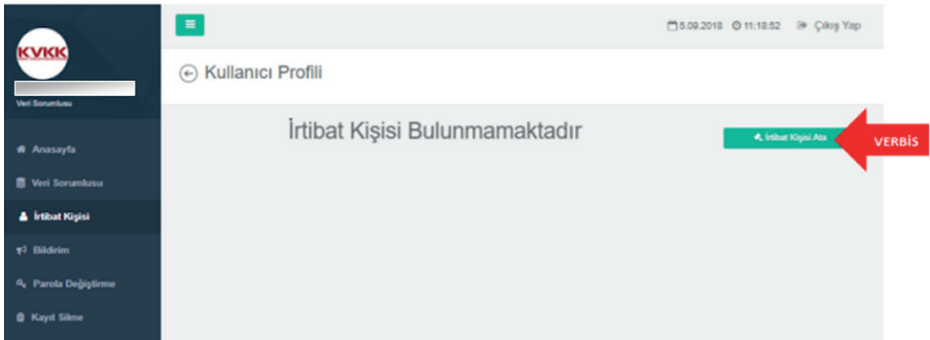 KVKK
Veri Sorumlusu
Anasayfa
Veri Sorumlusu
İrtibat Kişisi
Bildirim
Parola Değiştirme
Kayıt Silme
5.09.2018 11:18:52 Çıkış Yap
Kullanıcı Profili
İrtibat Kişisi Bulunmamaktadır
İrtibat Kişisi Ata
VERBİS